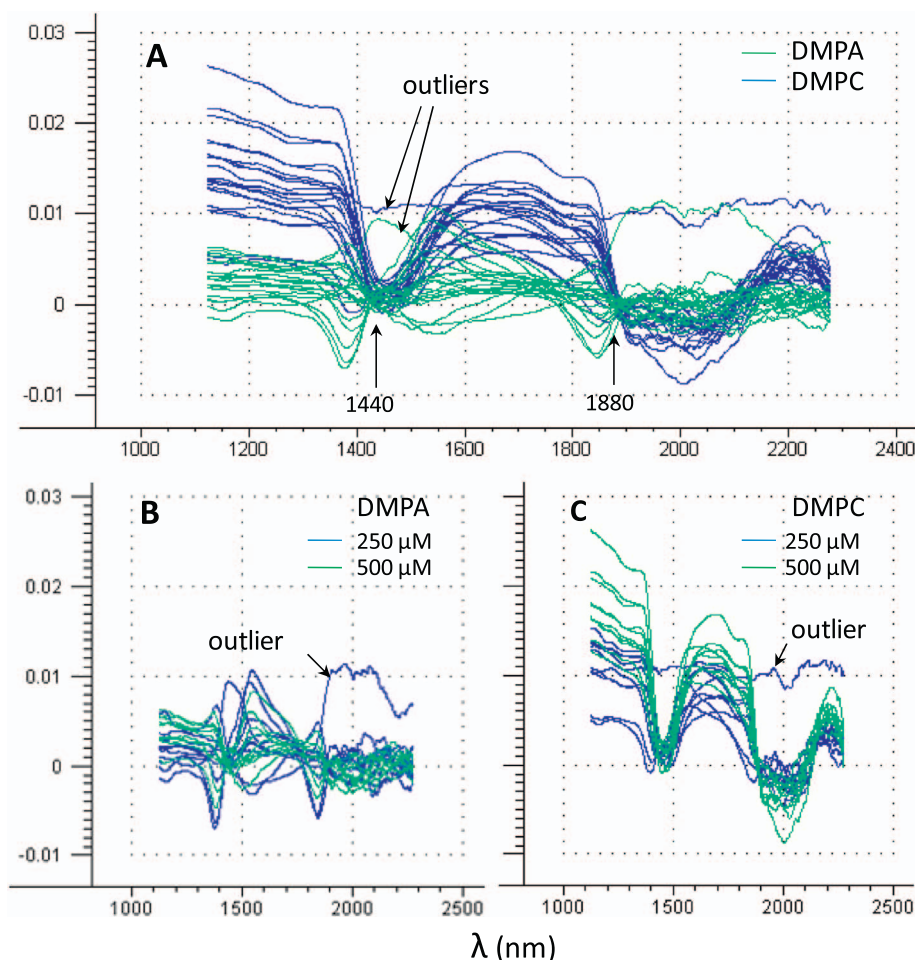 0.03
A
DMPA
DMPC
outliers
0.02
0.01
0
-0.01
1440
1880
1000 1200 1400 1600 1800 2000 2200 2400
0.03
B
DMPA
250 μM
500 μM
0.02
outlier
0.01
0
-0.01
1000 1500 2000 2500
C
DMPC
250 μM
500 μM
outlier
1000 1500 2000 2500
λ (nm)